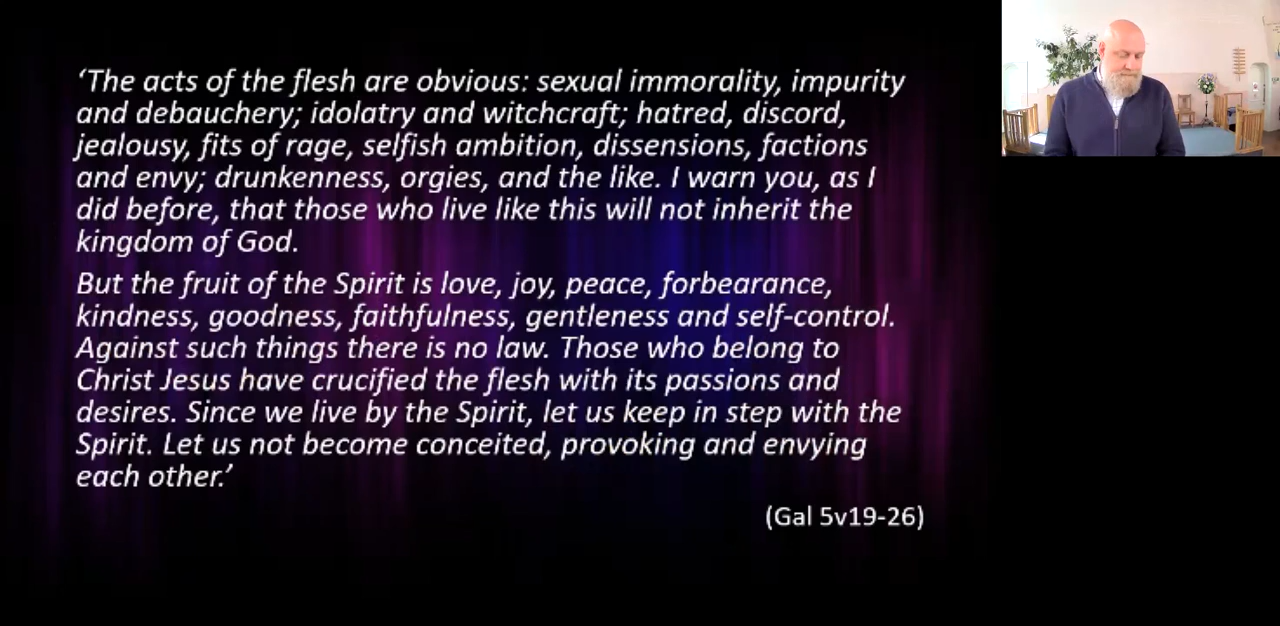 ‘The acts of the flesh are obvious: sexual immorality, impurity
and debauchery; idolatry and witchcraft; hatred, discord,
jealousy, fits of rage, selfish ambition, dissensions, factions
and envy; drunkenness, orgies, and the like. I warn you, as I
did before, that those who live like this will not inherit the
kingdom of God.
But the fruit of the Spirit is love, joy, peace, forbearance,
kindness, goodness, faithfulness, gentleness and self-control.
Against such things there is no law. Those who belong to
Christ Jesus have crucified the flesh with its passions and
desires. Since we live by the Spirit, let us keep in step with the
Spirit. Let us not become conceited, provoking and envying
each other.’
(Gal 5v19-26)